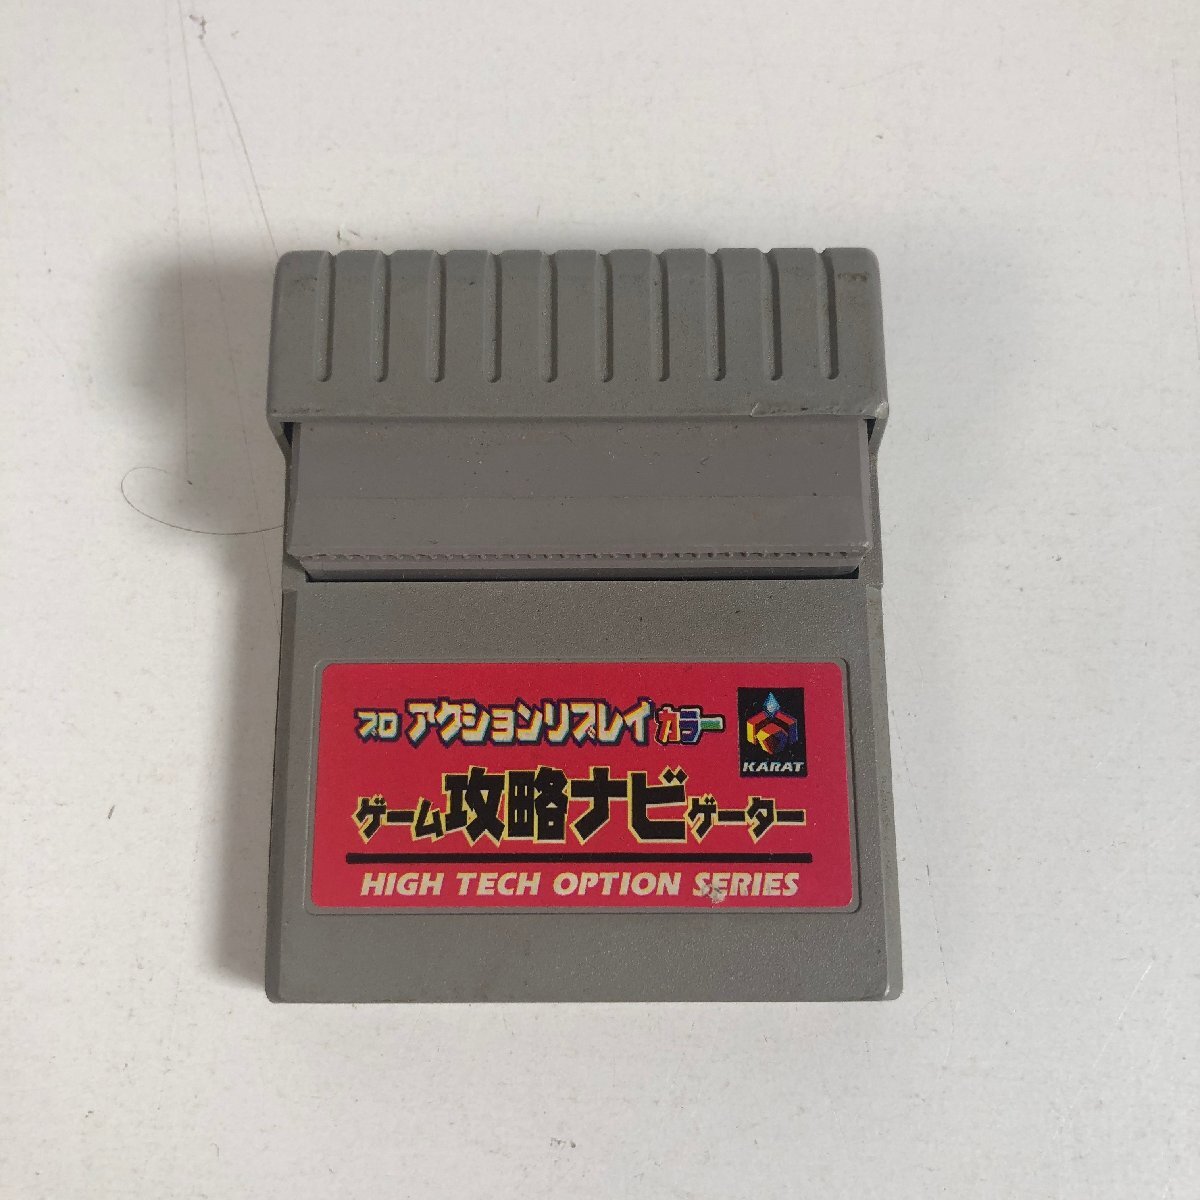 プロ アクションリプレイ カラー
KARAT
ゲーム攻略ナビゲーター
HIGH TECH OPTION SERIES